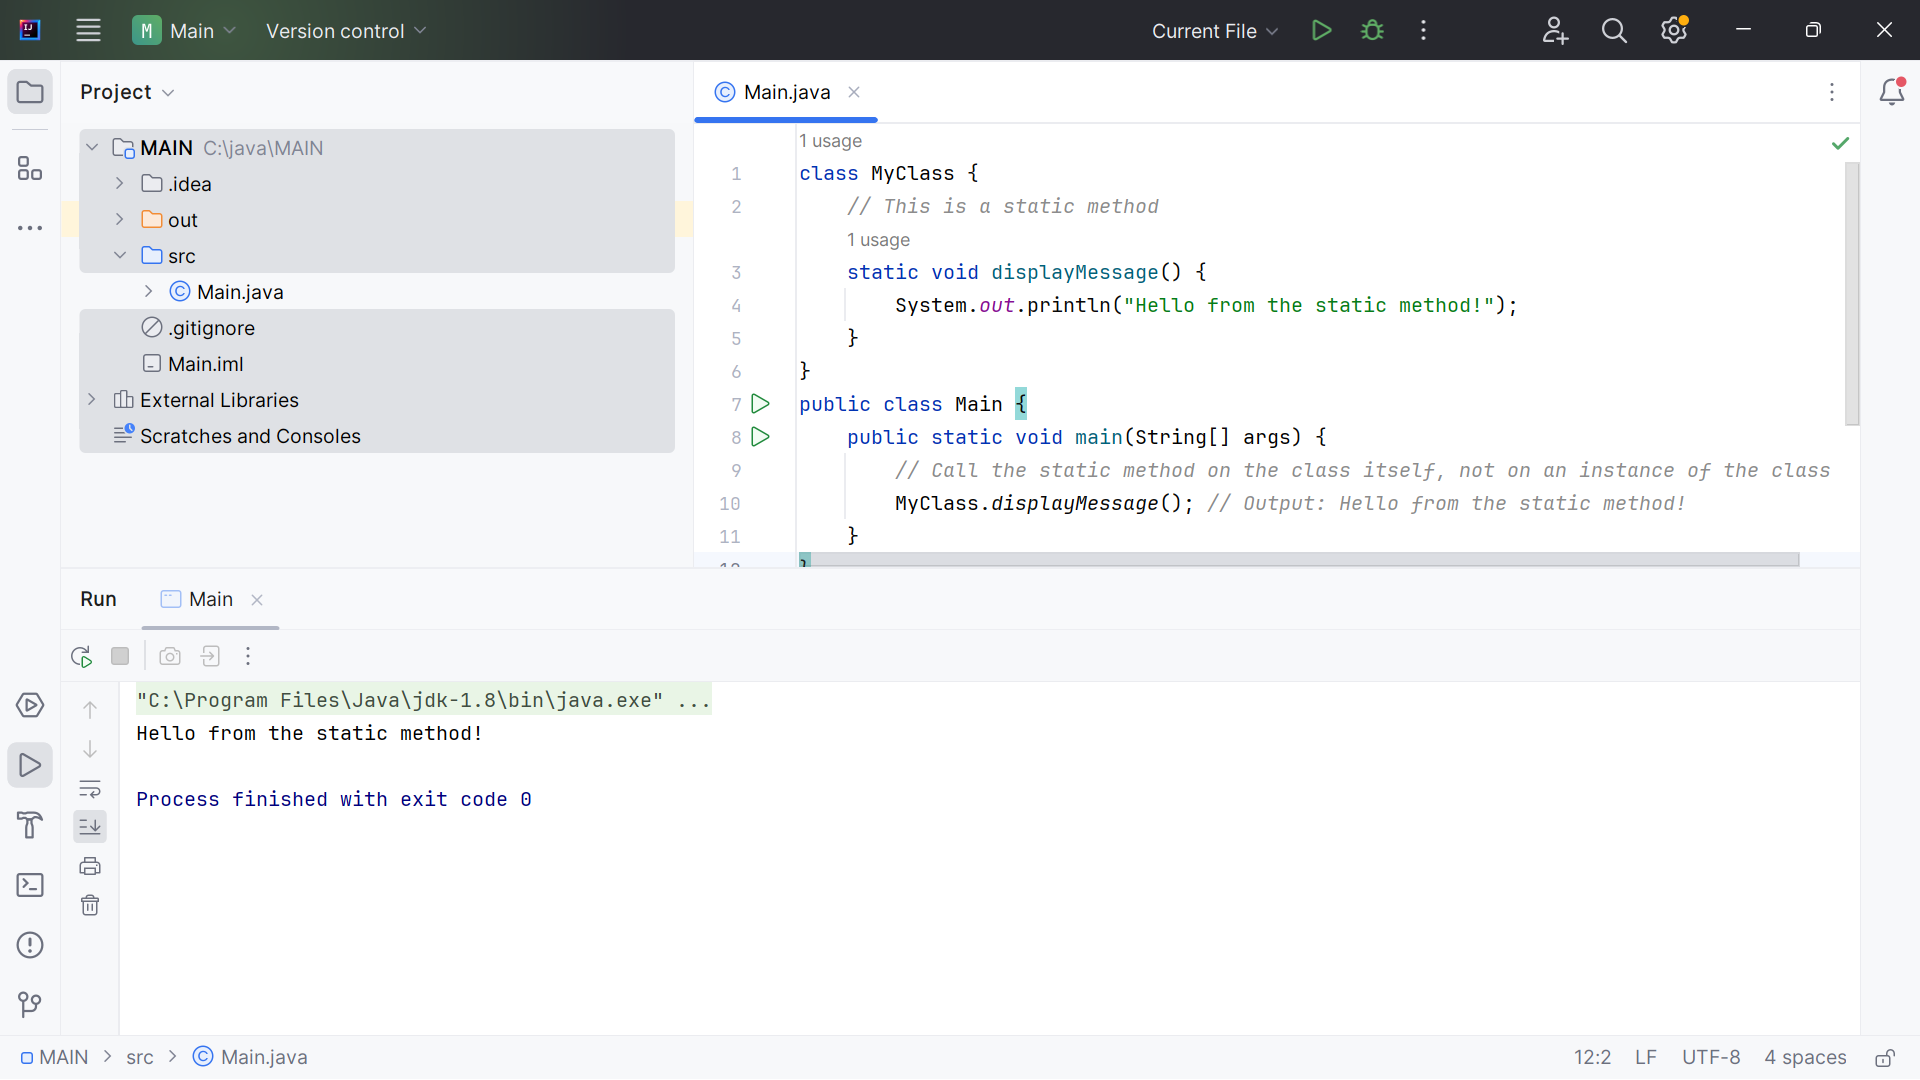 M Main Version control Current File
Project
Main.java
MAIN C:\java\MAIN
.idea
out
src
Main.java
.gitignore
Main.iml
External Libraries
Scratches and Consoles
1 usage
1 class MyClass {
2 // This is a static method
1 usage
3 static void displayMessage() {
4 System.out.println("Hello from the static method!");
5 }
6 }
7 public class Main {
8 public static void main(String[] args) {
9 // Call the static method on the class itself, not on an instance of the class
10 MyClass.displayMessage(); // Output: Hello from the static method!
11 }
12 }
Run Main
"C:\Program Files\Java\jdk-1.8\bin\java.exe" ...
Hello from the static method!
Process finished with exit code 0
MAIN > src > Main.java 12:2 LF UTF-8 4 spaces